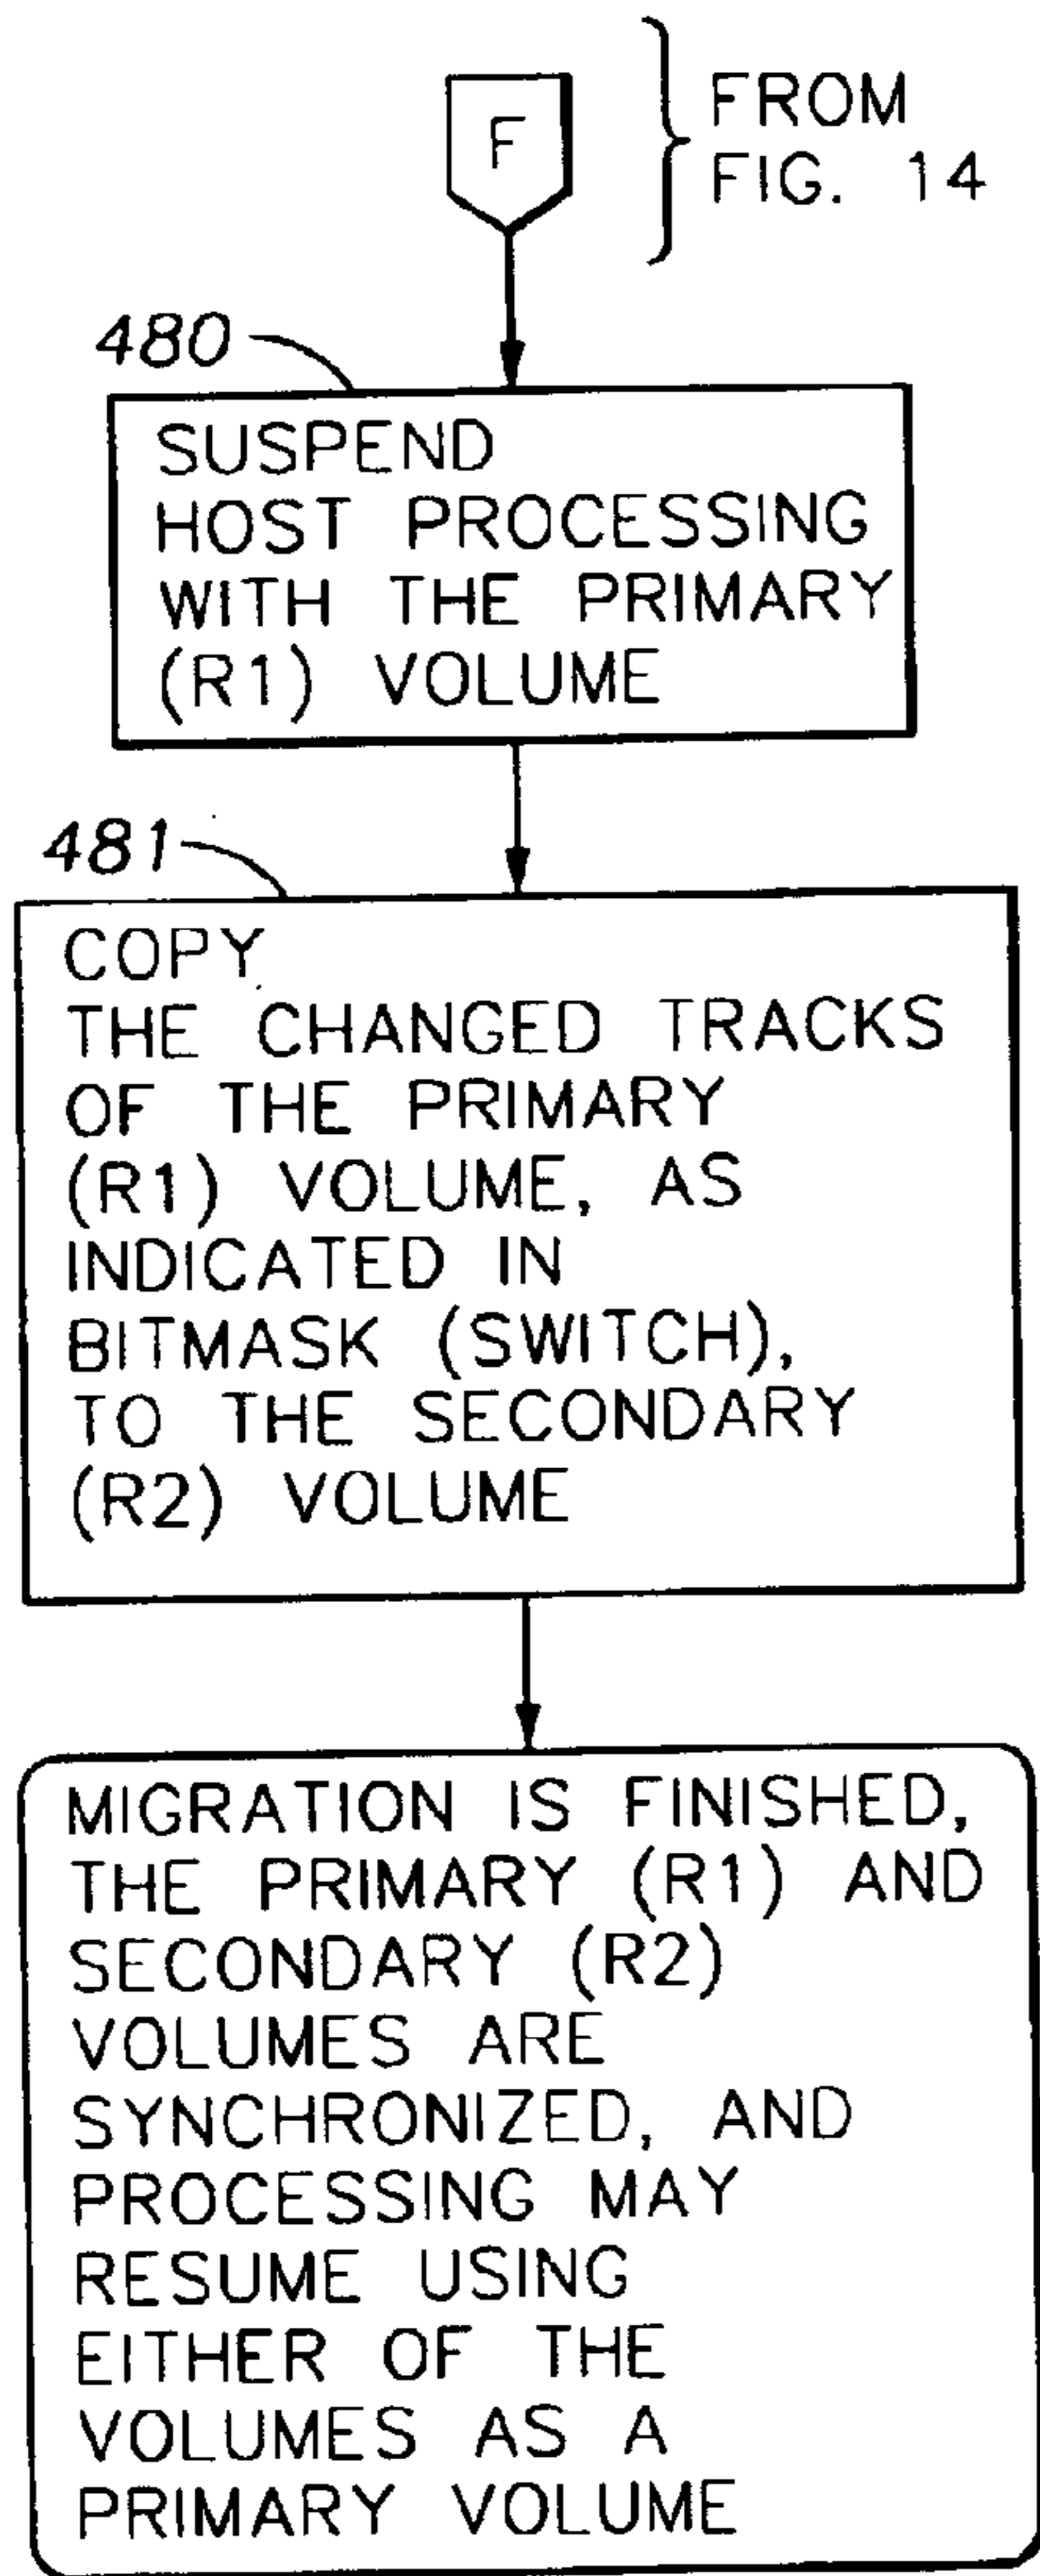 F
FROM
FIG. 14
480
SUSPEND
HOST PROCESSING
WITH THE PRIMARY
(R1) VOLUME
481
COPY
THE CHANGED TRACKS
OF THE PRIMARY
(R1) VOLUME, AS
INDICATED IN
BITMASK (SWITCH),
TO THE SECONDARY
(R2) VOLUME
MIGRATION IS FINISHED,
THE PRIMARY (R1) AND
SECONDARY (R2)
VOLUMES ARE
SYNCHRONIZED, AND
PROCESSING MAY
RESUME USING
EITHER OF THE
VOLUMES AS A
PRIMARY VOLUME